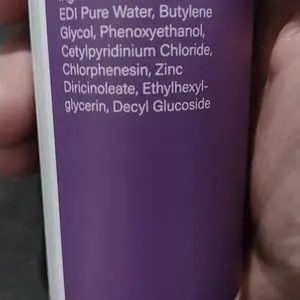 EDI Pure Water, Butylene
Glycol, Phenoxyethanol,
Cetylpyridinium Chloride,
Chlorphenesin, Zinc
Diricinoleate, Ethylhexyl-
glycerin, Decyl Glucoside